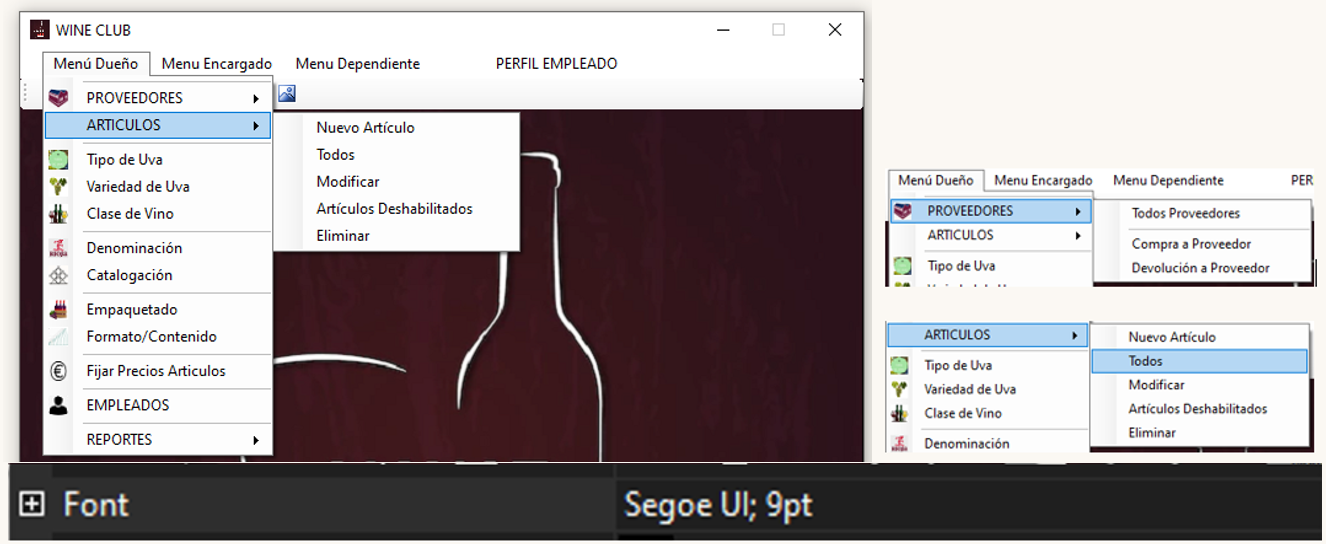 WINE CLUB
Menú Dueño Menu Encargado Menu Dependiente PERFIL EMPLEADO
PROVEEDORES
ARTICULOS
Tipo de Uva
Variedad de Uva
Clase de Vino
Denominación
Catalogación
Empaquetado
Formato/Contenido
Fijar Precios Articulos
EMPLEADOS
REPORTES
Nuevo Artículo
Todos
Modificar
Artículos Deshabilitados
Eliminar
Menú Dueño Menu Encargado Menu Dependiente PER
PROVEEDORES
ARTICULOS
Tipo de Uva
Todos Proveedores
Compra a Proveedor
Devolución a Proveedor
ARTICULOS
Tipo de Uva
Variedad de Uva
Clase de Vino
Denominación
Nuevo Artículo
Todos
Modificar
Artículos Deshabilitados
Eliminar
Font Segoe UI; 9pt